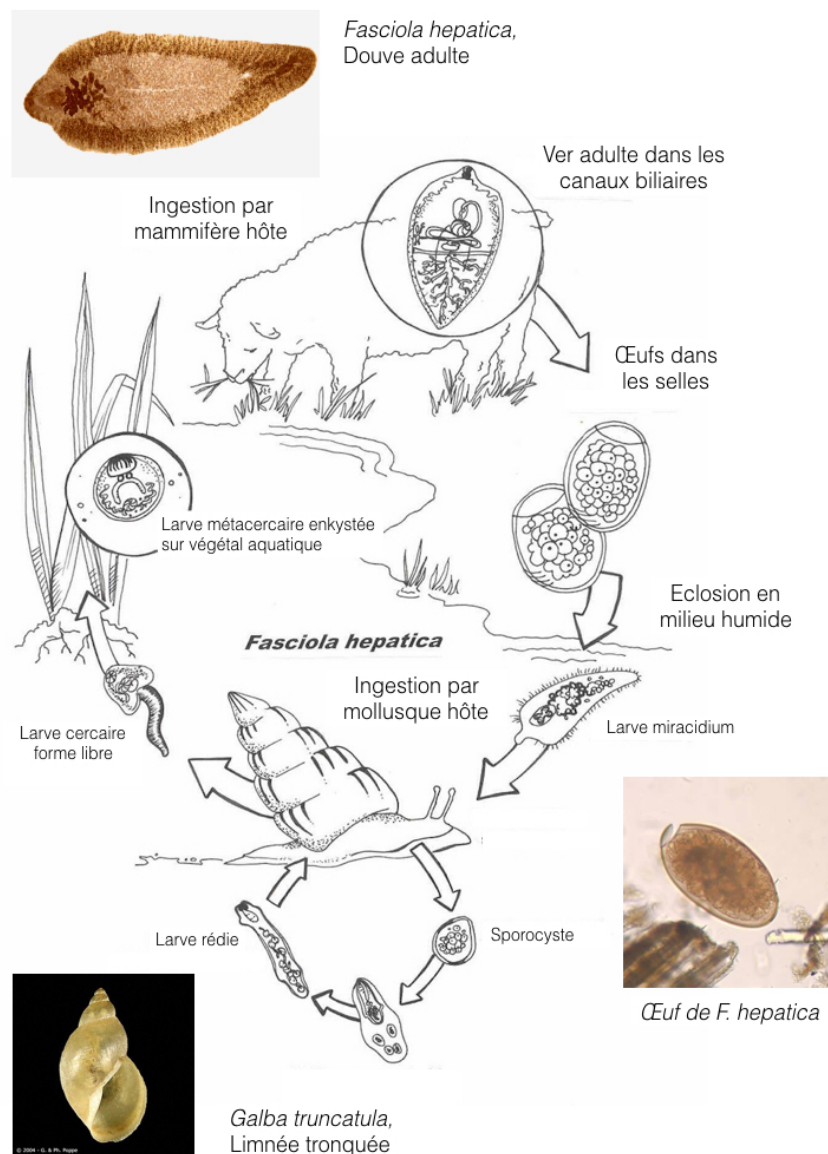 Fasciola hepatica,
Douve adulte
Ver adulte dans les
canaux biliaires
Ingestion par
mammifère hôte
Œufs dans
les selles
Larve métacercaire enkystée
sur végétal aquatique
Eclosion en
milieu humide
Fasciola hepatica
Ingestion par
mollusque hôte
Larve miracidium
Larve cercaire
forme libre
Larve rédie
Sporocyste
Œuf de F. hepatica
Galba truncatula,
Limnée tronquée
© 2004 - G. & Ph. Poppe